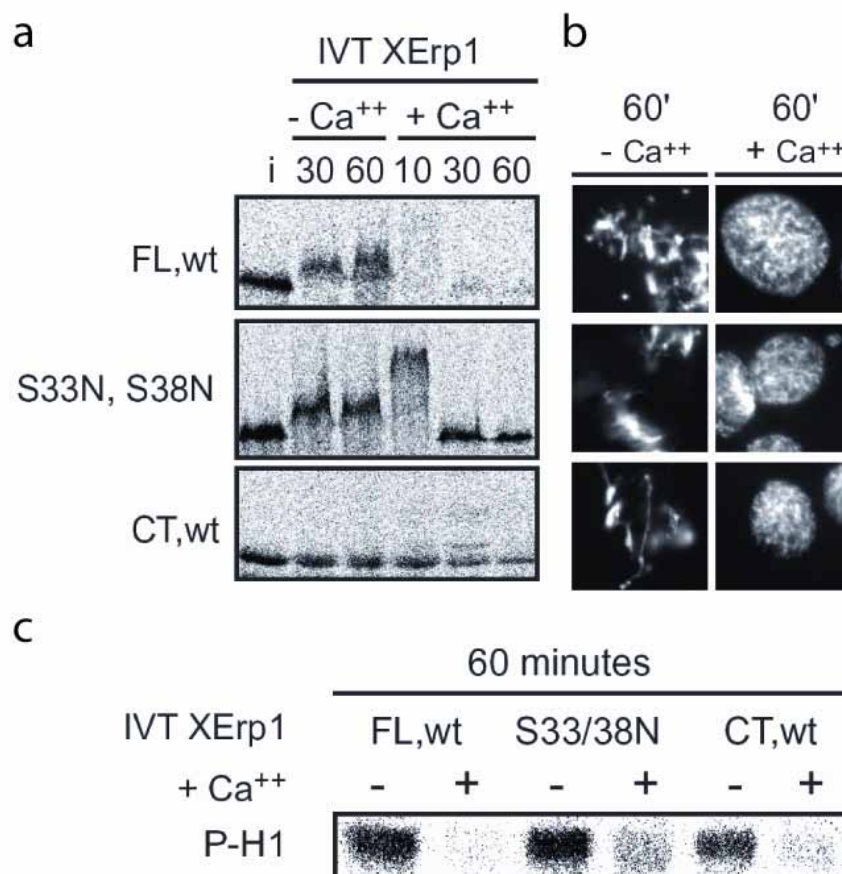 a
IVT XErp1
- Ca⁺⁺ + Ca⁺⁺
i 30 60 10 30 60
FL,wt
S33N, S38N
CT,wt
b
60' 60'
- Ca⁺⁺ + Ca⁺⁺
c
60 minutes
IVT XErp1 FL,wt S33/38N CT,wt
+ Ca⁺⁺ - + - + - +
P-H1